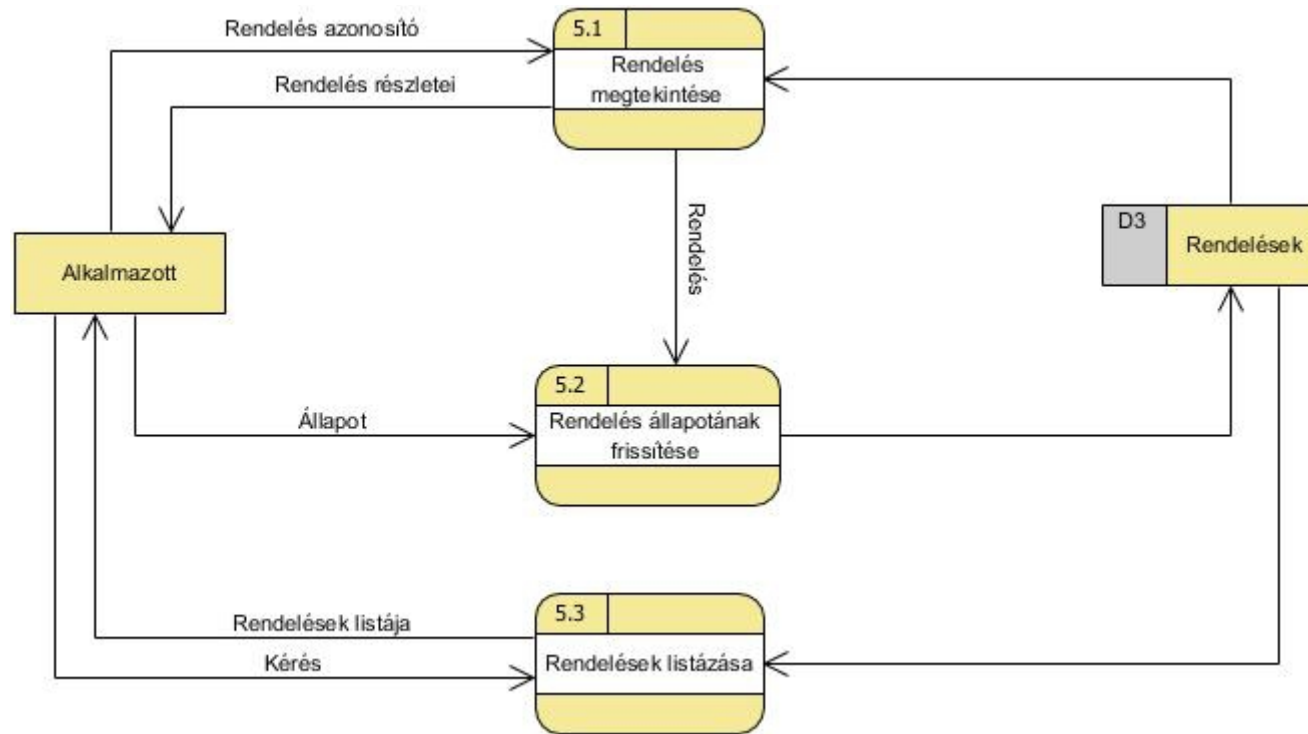 Rendelés azonosító
5.1
Rendelés
megtekintése
Rendelés részletei
Rendelés
D3
Rendelések
Alkalmazott
5.2
Rendelés állapotának
frissítése
Állapot
5.3
Rendelések listája
Rendelések listázása
Kérés